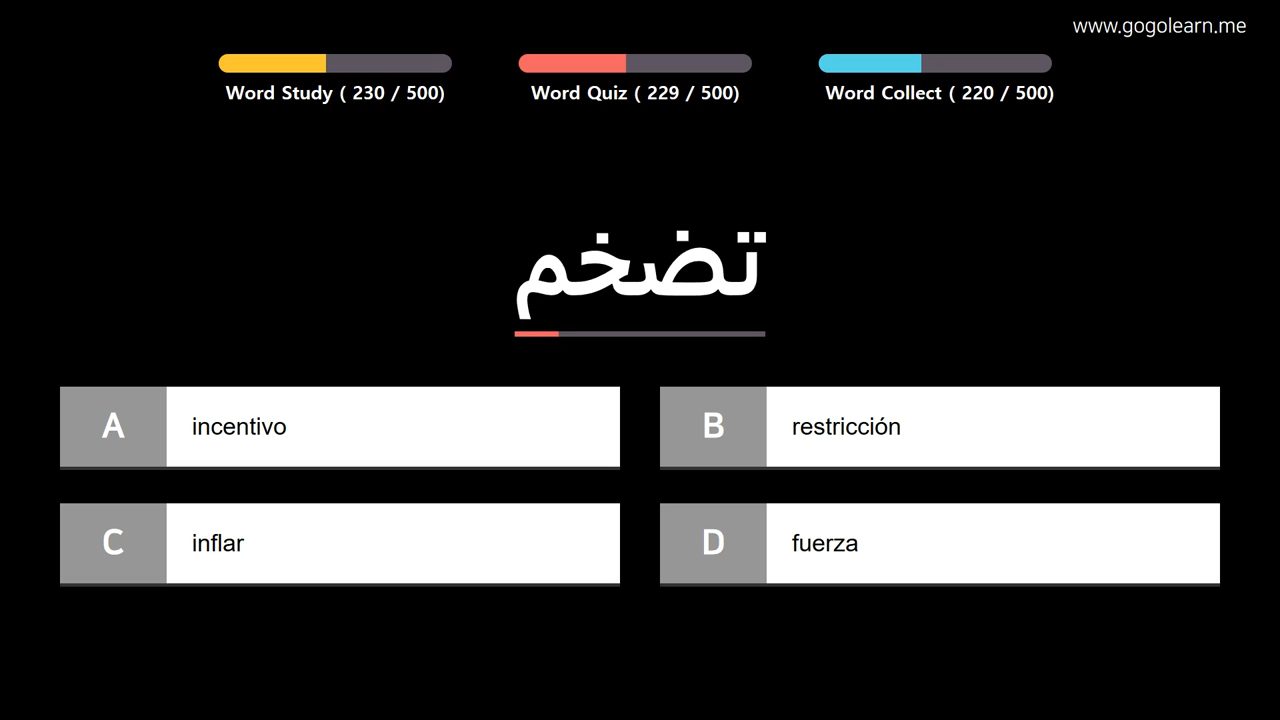 www.gogolearn.me
Word Study ( 230 / 500)
Word Quiz ( 229 / 500)
Word Collect ( 220 / 500)
تضخم
A incentivo
B restricción
C inflar
D fuerza